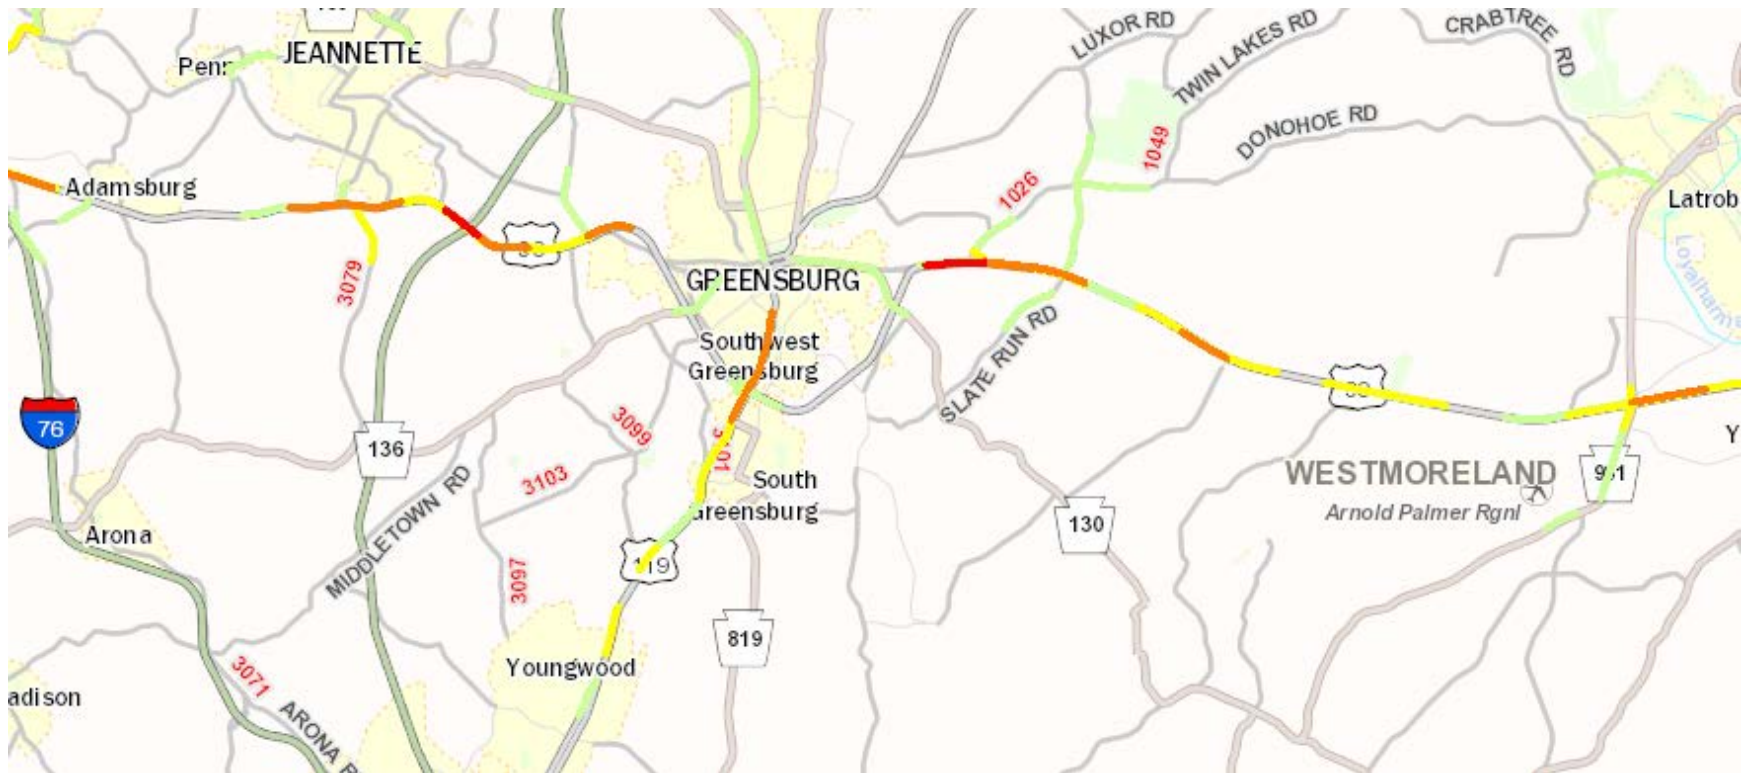 LUXOR RD
TWIN LAKES RD
CRABTREE RD
JEANNETTE
DONOHOE RD
1049
Adamsburg
1026
Latrob
3079
GREENSBURG
Southwest
Greensburg
SLATE RUN RD
76
136
3099
3103
South
Greensburg
WESTMORELAND
981
Arnold Palmer Rgnl
Y
Arona
MIDDLETOWN RD
130
119
3097
819
Youngwood
3071
adison
ARONA R